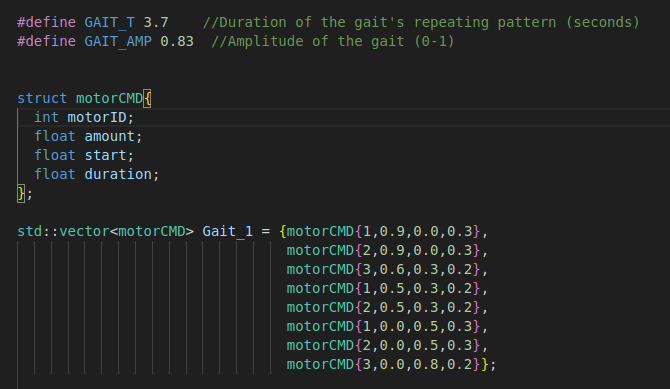 #define GAIT_T 3.7    //Duration of the gait's repeating pattern (seconds)
#define GAIT_AMP 0.83  //Amplitude of the gait (0-1)
struct motorCMD{
  int motorID;
  float amount;
  float start;
  float duration;
};
std::vector<motorCMD> Gait_1 = {motorCMD{1,0.9,0.0,0.3},
                                motorCMD{2,0.9,0.0,0.3},
                                motorCMD{3,0.6,0.3,0.2},
                                motorCMD{1,0.5,0.3,0.2},
                                motorCMD{2,0.5,0.3,0.2},
                                motorCMD{1,0.0,0.5,0.3},
                                motorCMD{2,0.0,0.5,0.3},
                                motorCMD{3,0.0,0.8,0.2}};